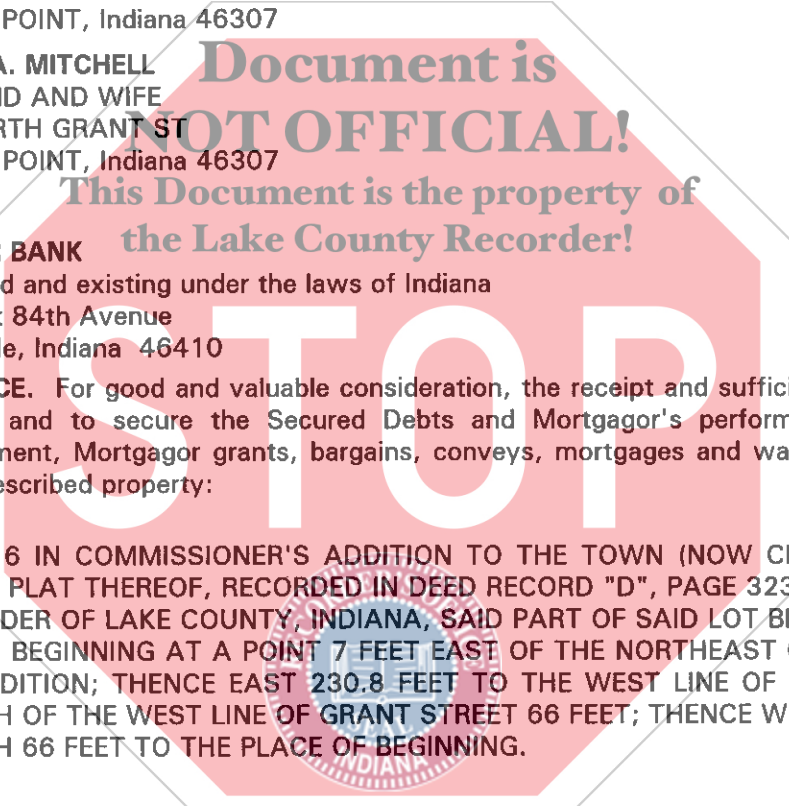 POINT, Indiana 46307
A. MITCHELL
Document is
ND AND WIFE
RTH GRANT ST
NOT OFFICIAL!
POINT, Indiana 46307
This Document is the property of
the Lake County Recorder!
BANK
d and existing under the laws of Indiana
84th Avenue
le, Indiana 46410
STOP
CE. For good and valuable consideration, the receipt and suffici
and to secure the Secured Debts and Mortgagor's perform
ment, Mortgagor grants, bargains, conveys, mortgages and wa
escribed property:
6 IN COMMISSIONER'S ADDITION TO THE TOWN (NOW CI
PLAT THEREOF, RECORDED IN DEED RECORD "D", PAGE 323
DER OF LAKE COUNTY, INDIANA, SAID PART OF SAID LOT BE
BEGINNING AT A POINT 7 FEET EAST OF THE NORTHEAST
DITION; THENCE EAST 230.8 FEET TO THE WEST LINE OF
H OF THE WEST LINE OF GRANT STREET 66 FEET; THENCE W
H 66 FEET TO THE PLACE OF BEGINNING.
SEAL
INDIANA